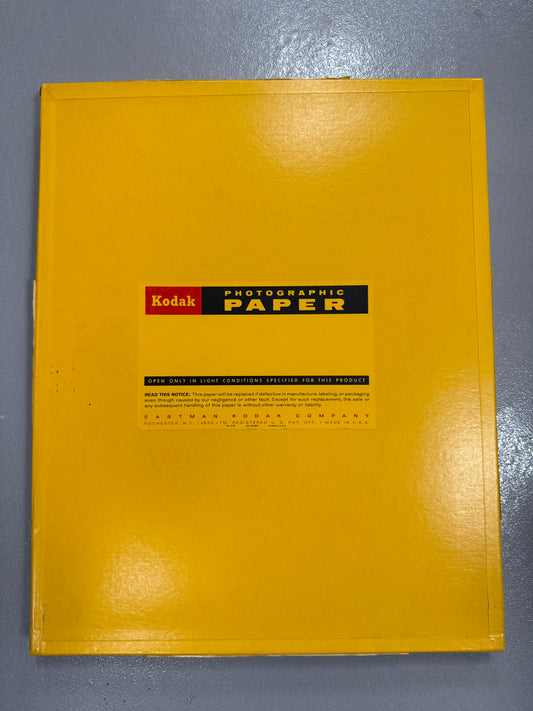 Kodak
PHOTOGRAPHIC
PAPER
OPEN ONLY IN LIGHT CONDITIONS SPECIFIED FOR THIS PRODUCT
READ THIS NOTICE: This paper will be replaced if defective in manufacture, labeling, or packaging
even though caused by our negligence or other fault. Except for such replacement, the sale or
any subsequent handling of this paper is without other warranty or liability.
EASTMAN KODAK COMPANY
ROCHESTER, N.Y. 14650 • TM. REGISTERED U. S. PAT. OFF. • MADE IN U.S.A.